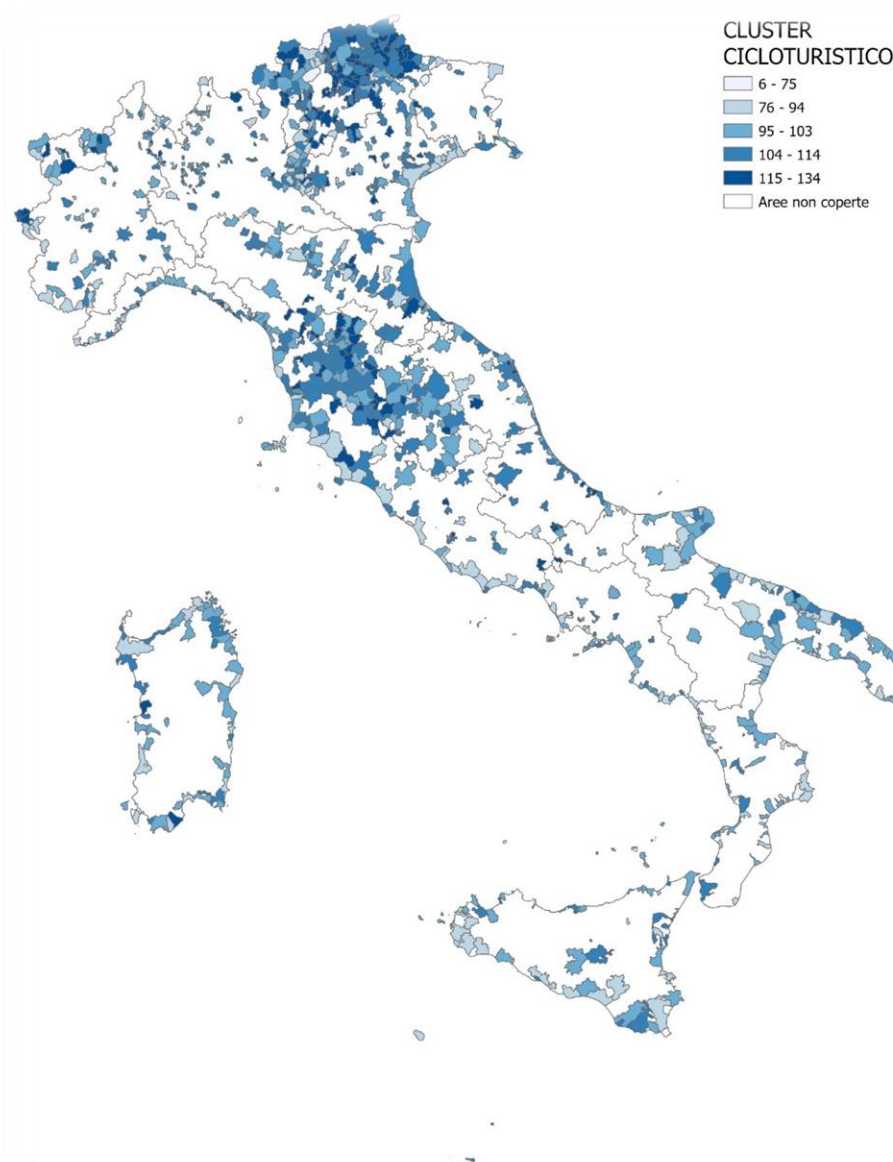 CLUSTER
CICLOTURISTICO
6 - 75
76 - 94
95 - 103
104 - 114
115 - 134
Aree non coperte